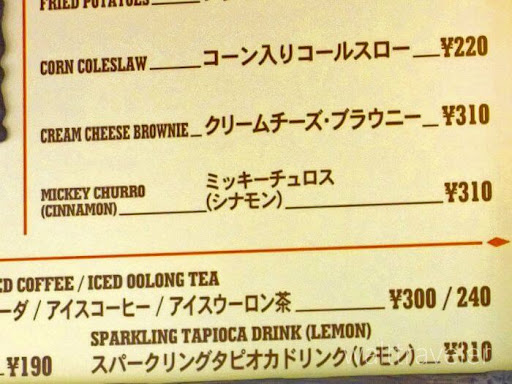 FRIED POTATOES
CORN COLESLAW コーン入りコールスロー ¥220
CREAM CHEESE BROWNIE クリームチーズ・ブラウニー ¥310
MICKEY CHURRO ミッキーチュロス
(CINNAMON) (シナモン) ¥310
ED COFFEE / ICED OOLONG TEA
ーダ / アイスコーヒー / アイスウーロン茶 ¥300 / 240
SPARKLING TAPIOCA DRINK (LEMON)
¥190 スパークリングタピオカドリンク(レモン) ¥310